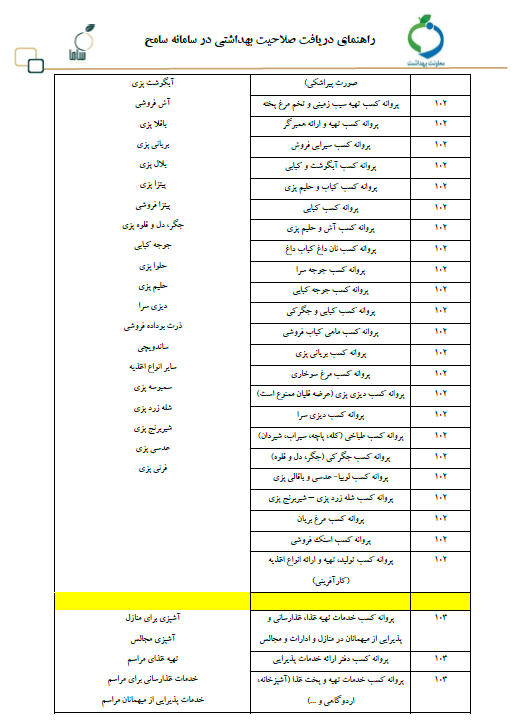 راهنمای دریافت صلاحیت بهداشتی در سامانه سامح
ساما
معاونت بهداشت
صورت پیراشکی)
آبگوشت پزی
۱۰۲ پروانه کسب تهیه سیب زمینی و تخم مرغ پخته
آش فروشی
۱۰۲ پروانه کسب تهیه و ارائه همبرگر
باقلا پزی
۱۰۲ پروانه کسب سیرابی فروش
بریانی پزی
۱۰۲ پروانه کسب آبگوشت و کبابی
بلال پزی
۱۰۲ پروانه کسب کباب و حلیم پزی
پیتزا پزی
۱۰۲ پروانه کسب کبابی
پیتزا فروشی
۱۰۲ پروانه کسب آش و حلیم پزی
جگر، دل و قلوه پزی
۱۰۲ پروانه کسب نان داغ کباب داغ
جوجه کبابی
۱۰۲ پروانه کسب جوجه سرا
حلوا پزی
۱۰۲ پروانه کسب جوجه کبابی
حلیم پزی
۱۰۲ پروانه کسب کبابی و جگرکی
دیزی سرا
۱۰۲ پروانه کسب ماهی کباب فروشی
ذرت بوداده فروشی
۱۰۲ پروانه کسب بریانی پزی
ساندویچی
۱۰۲ پروانه کسب مرغ سوخاری
سایر انواع اغذیه
۱۰۲ پروانه کسب دیزی پزی (عرضه قلیان ممنوع است)
سمبوسه پزی
۱۰۲ پروانه کسب دیزی سرا
شله زرد پزی
۱۰۲ پروانه کسب طباخی (کله، پاچه، سیراب، شیردان)
شیربرنج پزی
۱۰۲ پروانه کسب جگرکی (جگر، دل و قلوه)
عدسی پزی
۱۰۲ پروانه کسب لوبیا- عدسی و باقالی پزی
فرنی پزی
۱۰۲ پروانه کسب شله زرد پزی – شیربرنج پزی
۱۰۲ پروانه کسب مرغ بریان
۱۰۲ پروانه کسب اسنک فروشی
۱۰۲ پروانه کسب تولید، تهیه و ارائه انواع اغذیه
(کارآفرینی)
۱۰۳ پروانه کسب خدمات تهیه غذا، غذارسانی و
آشپزی برای منازل
پذیرایی از میهمانان در منازل و ادارات و مجالس
آشپزی مجالس
۱۰۳ پروانه کسب دفتر ارائه خدمات پذیرایی
تهیه غذای مراسم
۱۰۳ پروانه کسب خدمات تهیه و پخت غذا (آشپزخانه،
خدمات غذارسانی برای مراسم
اردوگاهی و ...)
خدمات پذیرایی از میهمانان مراسم